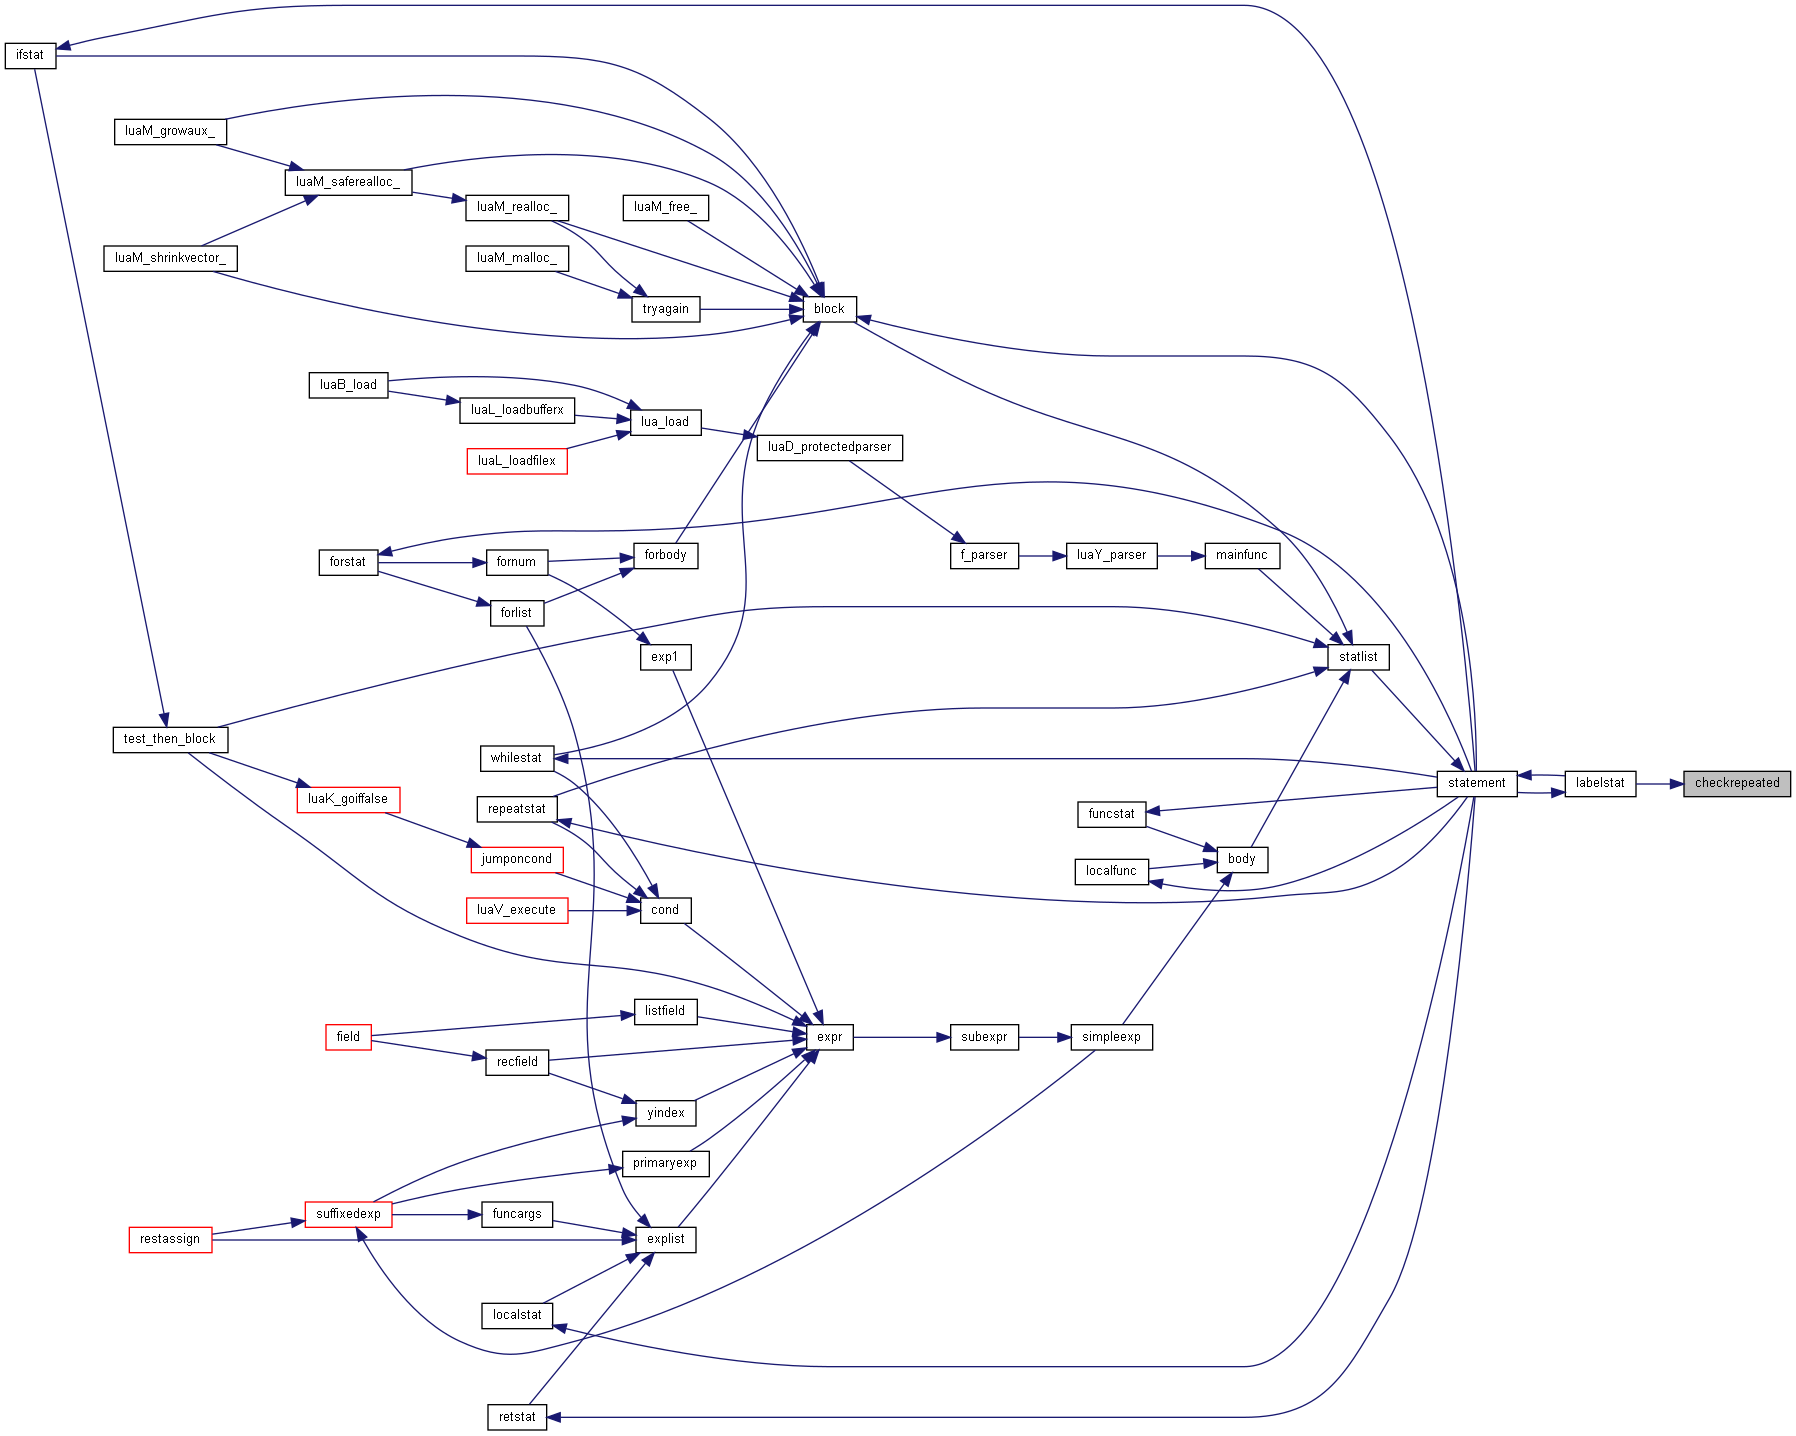 ifstat
luaM_growaux_
luaM_saferealloc_
luaM_realloc_
luaM_free_
luaM_shrinkvector_
luaM_malloc_
tryagain
block
luaB_load
luaL_loadbufferx
lua_load
luaD_protectedparser
luaL_loadfilex
forstat
fornum
forbody
f_parser
luaY_parser
mainfunc
forlist
exp1
statlist
test_then_block
whilestat
statement
labelstat
checkrepeated
luaK_goiffalse
repeatstat
funcstat
jumponcond
localfunc
body
luaV_execute
cond
listfield
field
recfield
expr
subexpr
simpleexp
yindex
primaryexp
suffixedexp
funcargs
restassign
explist
localstat
retstat